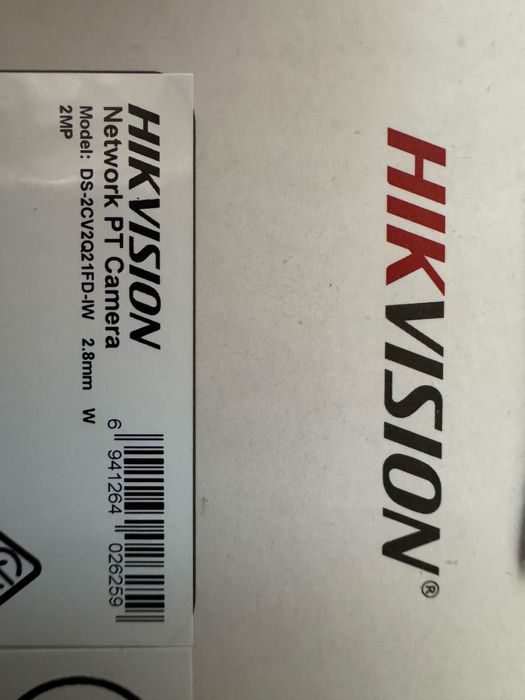 HIKVISION®
HIKVISION
Network PT Camera
Model: DS-2CV2Q21FD-IW 2.8mm W
2MP
6 941264 026259